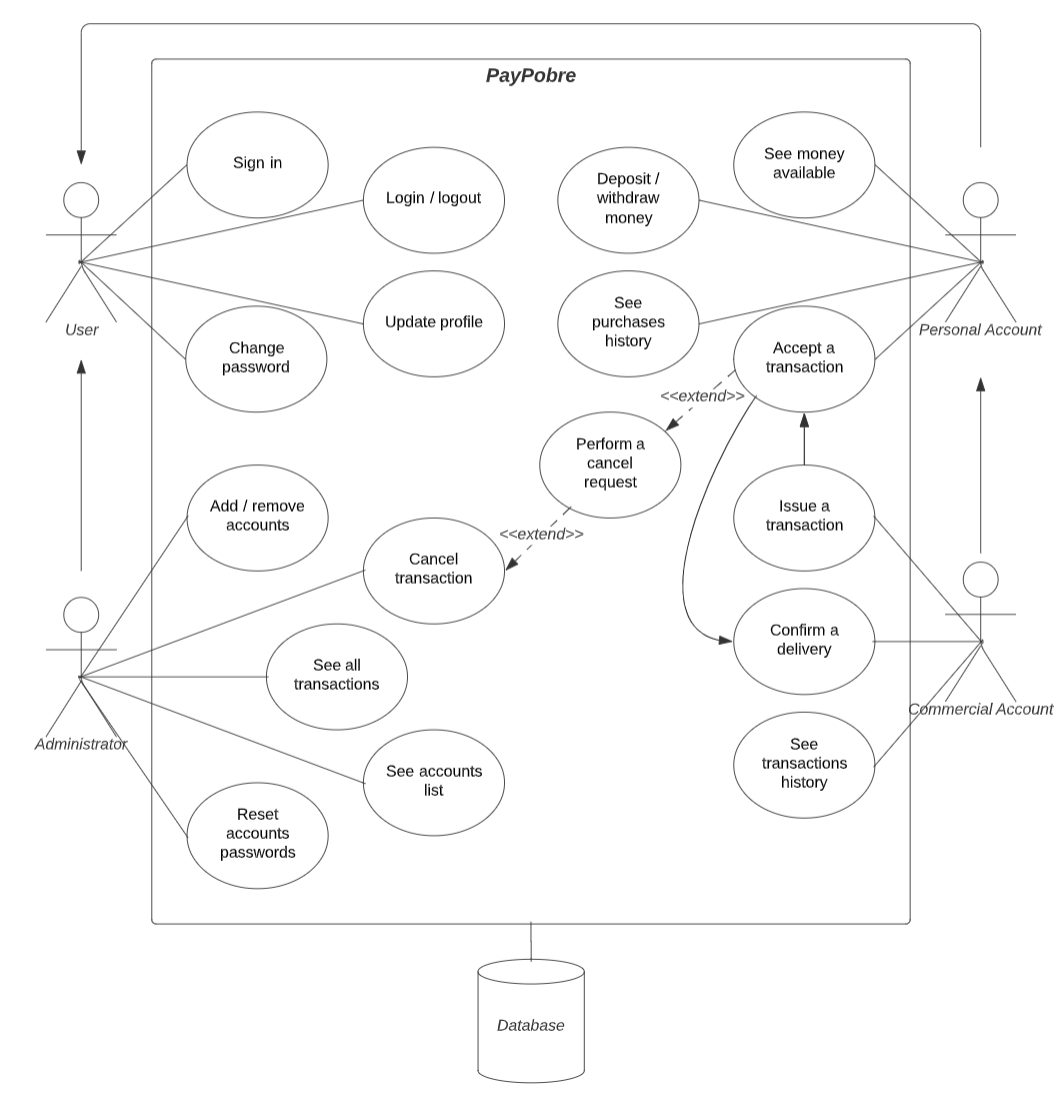 PayPobre
Sign in
Login / logout
Deposit /
withdraw
money
See money
available
User
Change
password
Update profile
See
purchases
history
Accept a
transaction
Personal Account
<<extend>>
Perform a
cancel
request
Add / remove
accounts
<<extend>>
Cancel
transaction
Issue a
transaction
See all
transactions
Confirm a
delivery
Administrator
Commercial Account
See accounts
list
See
transactions
history
Reset
accounts
passwords
Database